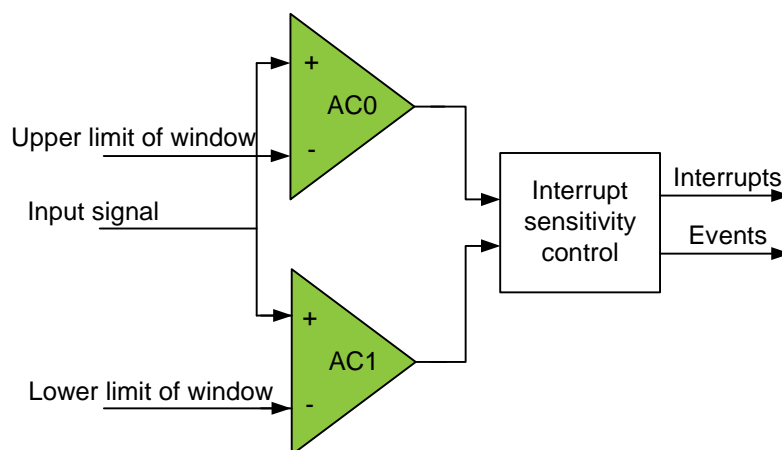 +
AC0
-
Upper limit of window
Input signal
Interrupt
sensitivity
control
Interrupts
Events
+
AC1
-
Lower limit of window